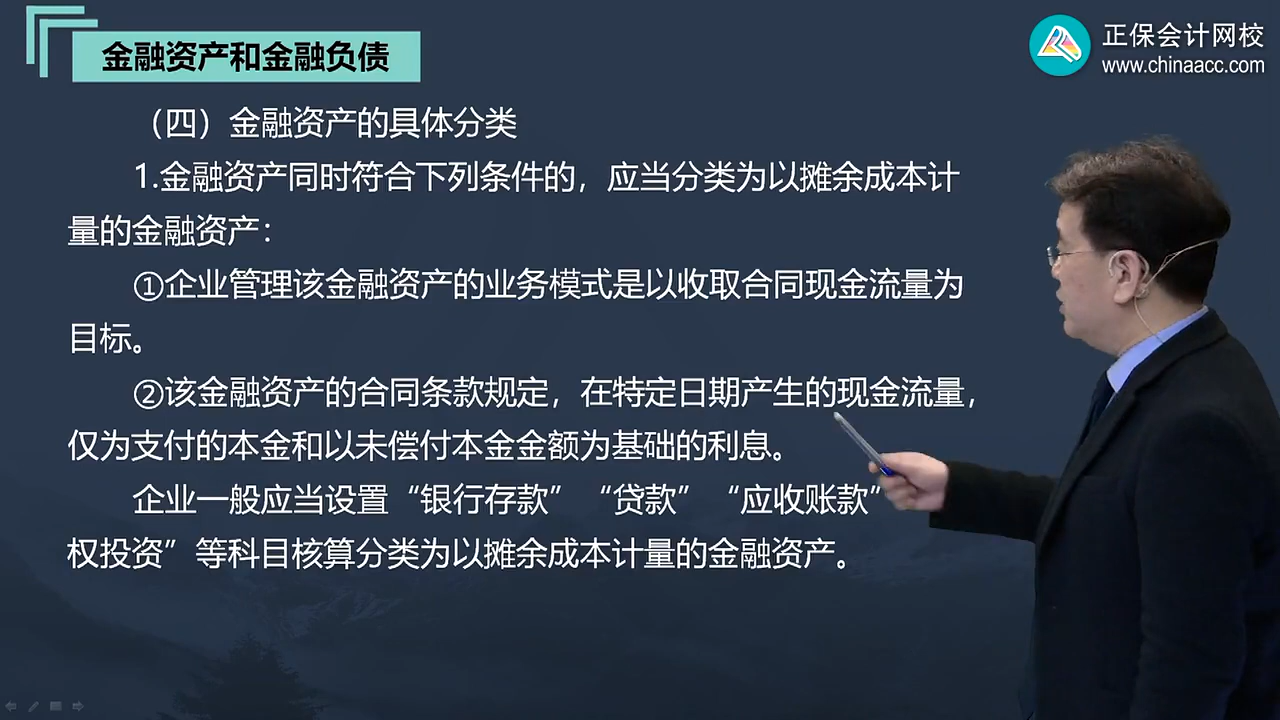 金融资产和金融负债
正保会计网校
www.chinaacc.com
（四）金融资产的具体分类
1.金融资产同时符合下列条件的，应当分类为以摊余成本计
量的金融资产：
①企业管理该金融资产的业务模式是以收取合同现金流量为
目标。
②该金融资产的合同条款规定，在特定日期产生的现金流量，
仅为支付的本金和以未偿付本金金额为基础的利息。
企业一般应当设置“银行存款”“贷款”“应收账款”
权投资”等科目核算分类为以摊余成本计量的金融资产。